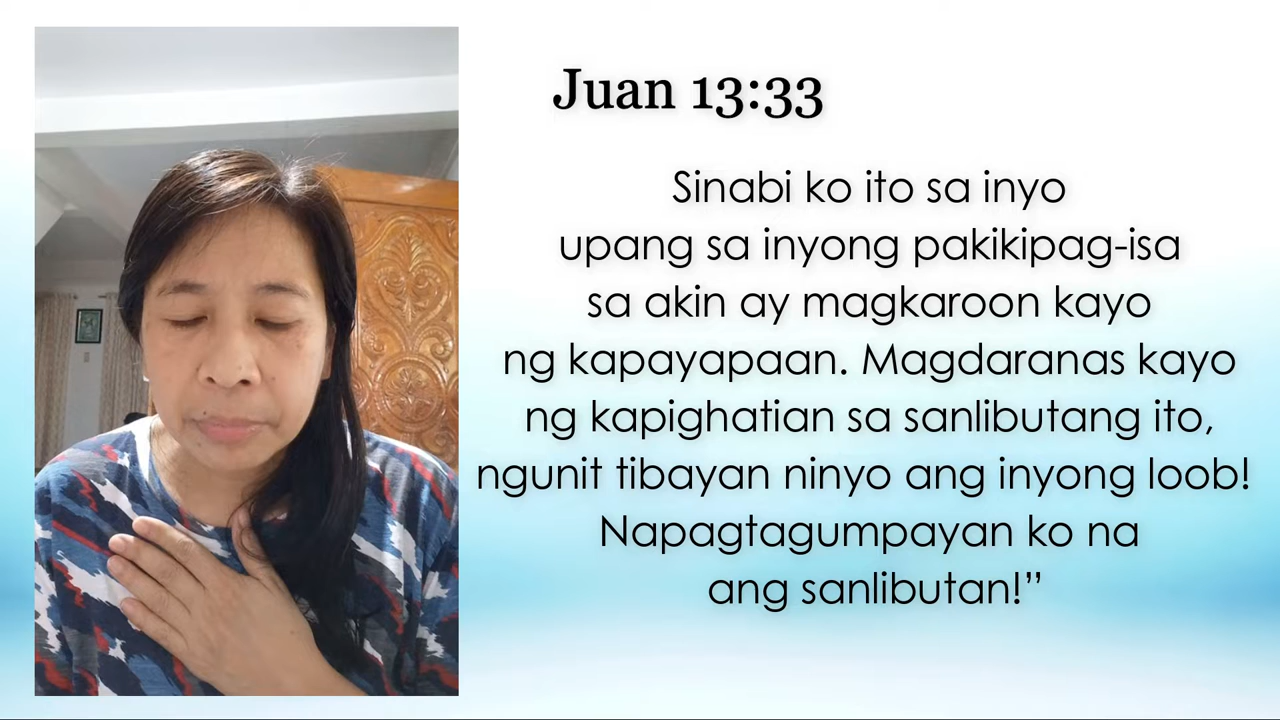 Juan 13:33
Sinabi ko ito sa inyo
upang sa inyong pakikipag-isa
sa akin ay magkaroon kayo
ng kapayapaan. Magdaranas kayo
ng kapighatian sa sanlibutang ito,
ngunit tibayan ninyo ang inyong loob!
Napagtagumpayan ko na
ang sanlibutan!”